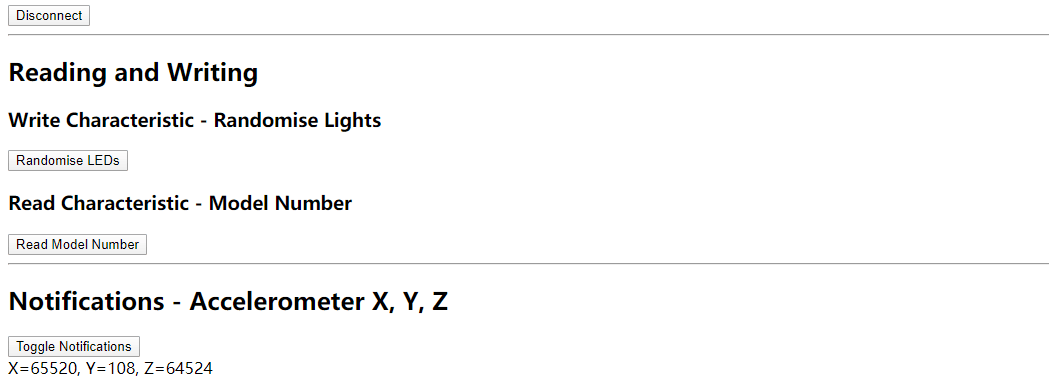 Disconnect
Reading and Writing
Write Characteristic - Randomise Lights
Randomise LEDs
Read Characteristic - Model Number
Read Model Number
Notifications - Accelerometer X, Y, Z
Toggle Notifications
X=65520, Y=108, Z=64524